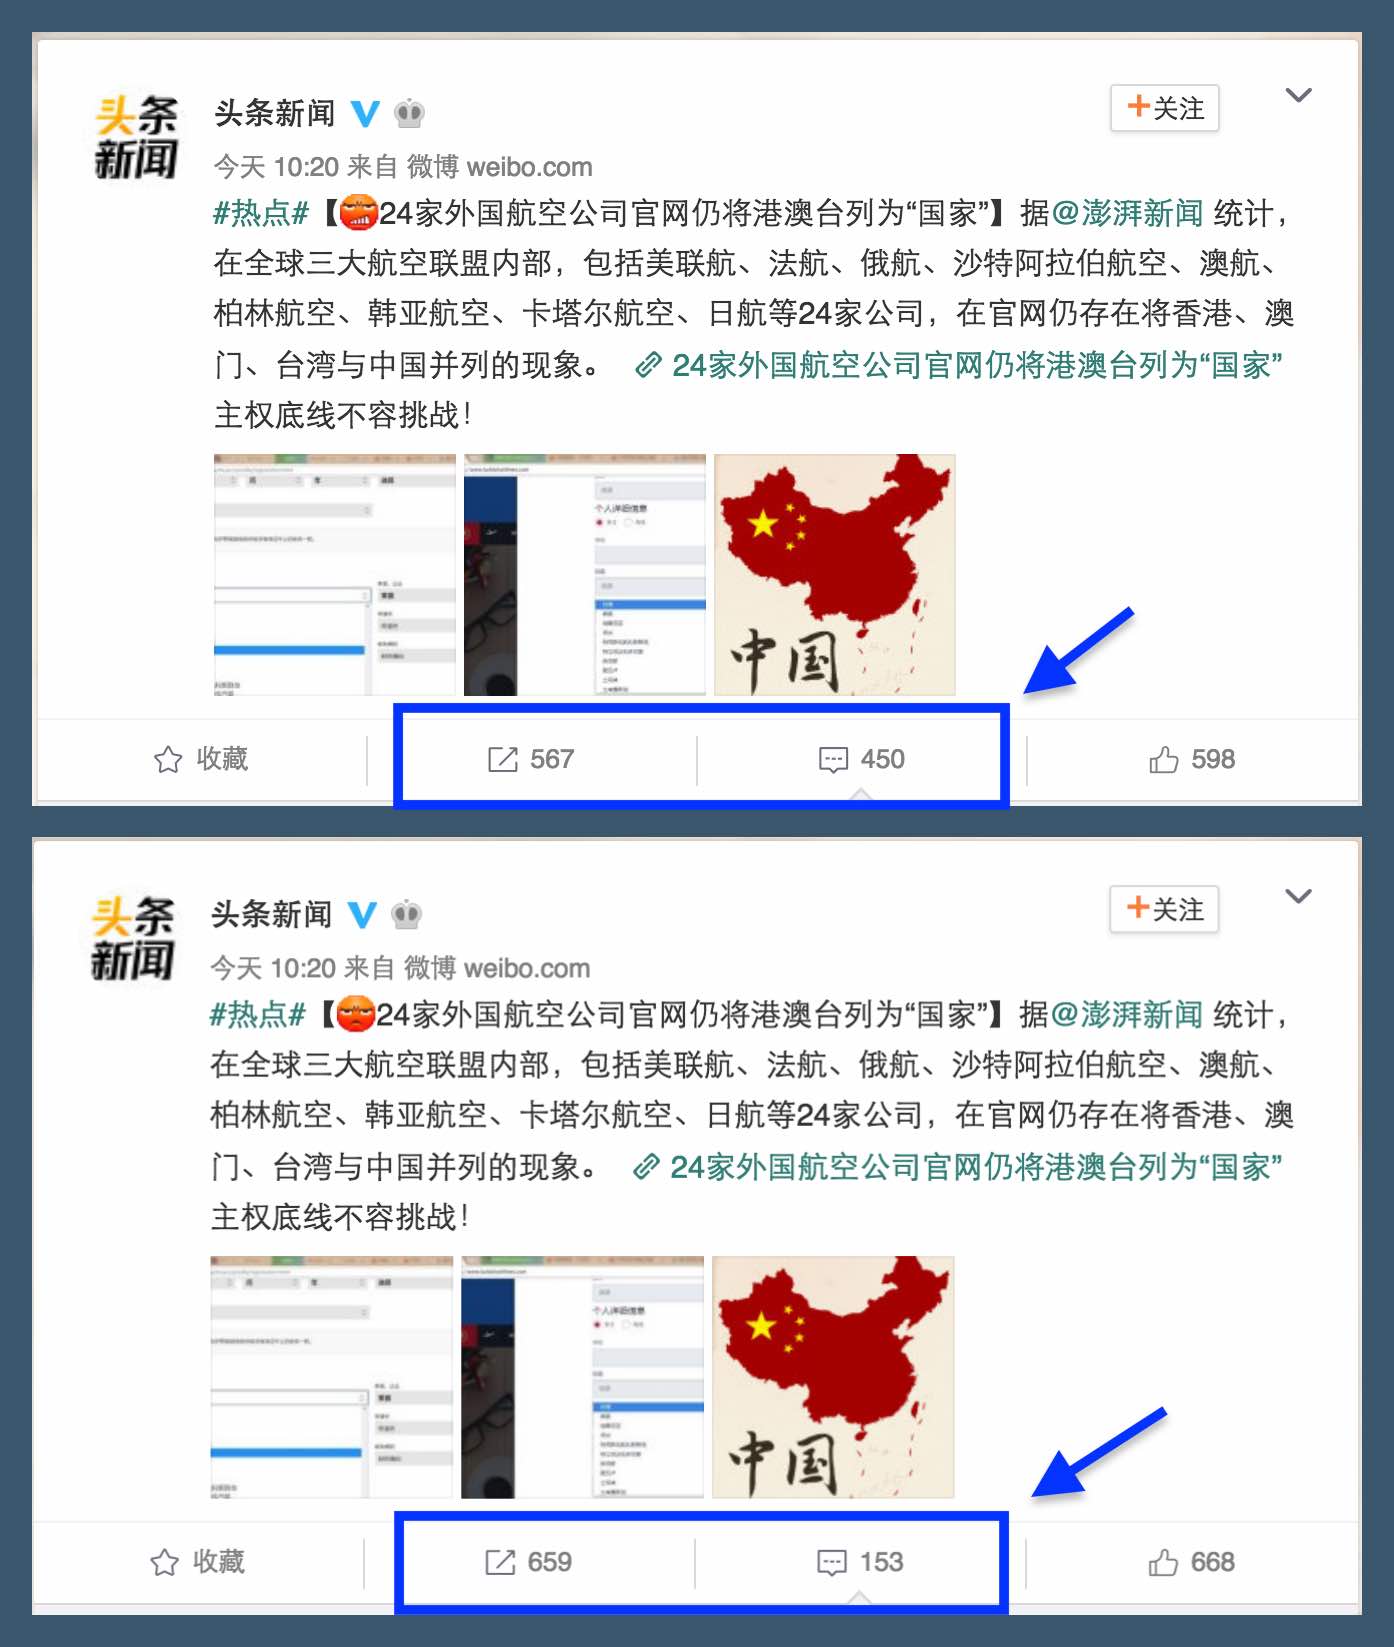 头条
新闻
头条新闻
+关注
今天 10:20 来自 微博 weibo.com
#热点#【24家外国航空公司官网仍将港澳台列为“国家”】据@澎湃新闻 统计，
在全球三大航空联盟内部，包括美联航、法航、俄航、沙特阿拉伯航空、澳航、
柏林航空、韩亚航空、卡塔尔航空、日航等24家公司，在官网仍存在将香港、澳
门、台湾与中国并列的现象。 24家外国航空公司官网仍将港澳台列为“国家”
主权底线不容挑战！
个人详细信息
中国
收藏 567 450 598
头条
新闻
头条新闻
+关注
今天 10:20 来自 微博 weibo.com
#热点#【24家外国航空公司官网仍将港澳台列为“国家”】据@澎湃新闻 统计，
在全球三大航空联盟内部，包括美联航、法航、俄航、沙特阿拉伯航空、澳航、
柏林航空、韩亚航空、卡塔尔航空、日航等24家公司，在官网仍存在将香港、澳
门、台湾与中国并列的现象。 24家外国航空公司官网仍将港澳台列为“国家”
主权底线不容挑战！
个人详细信息
中国
收藏 659 153 668